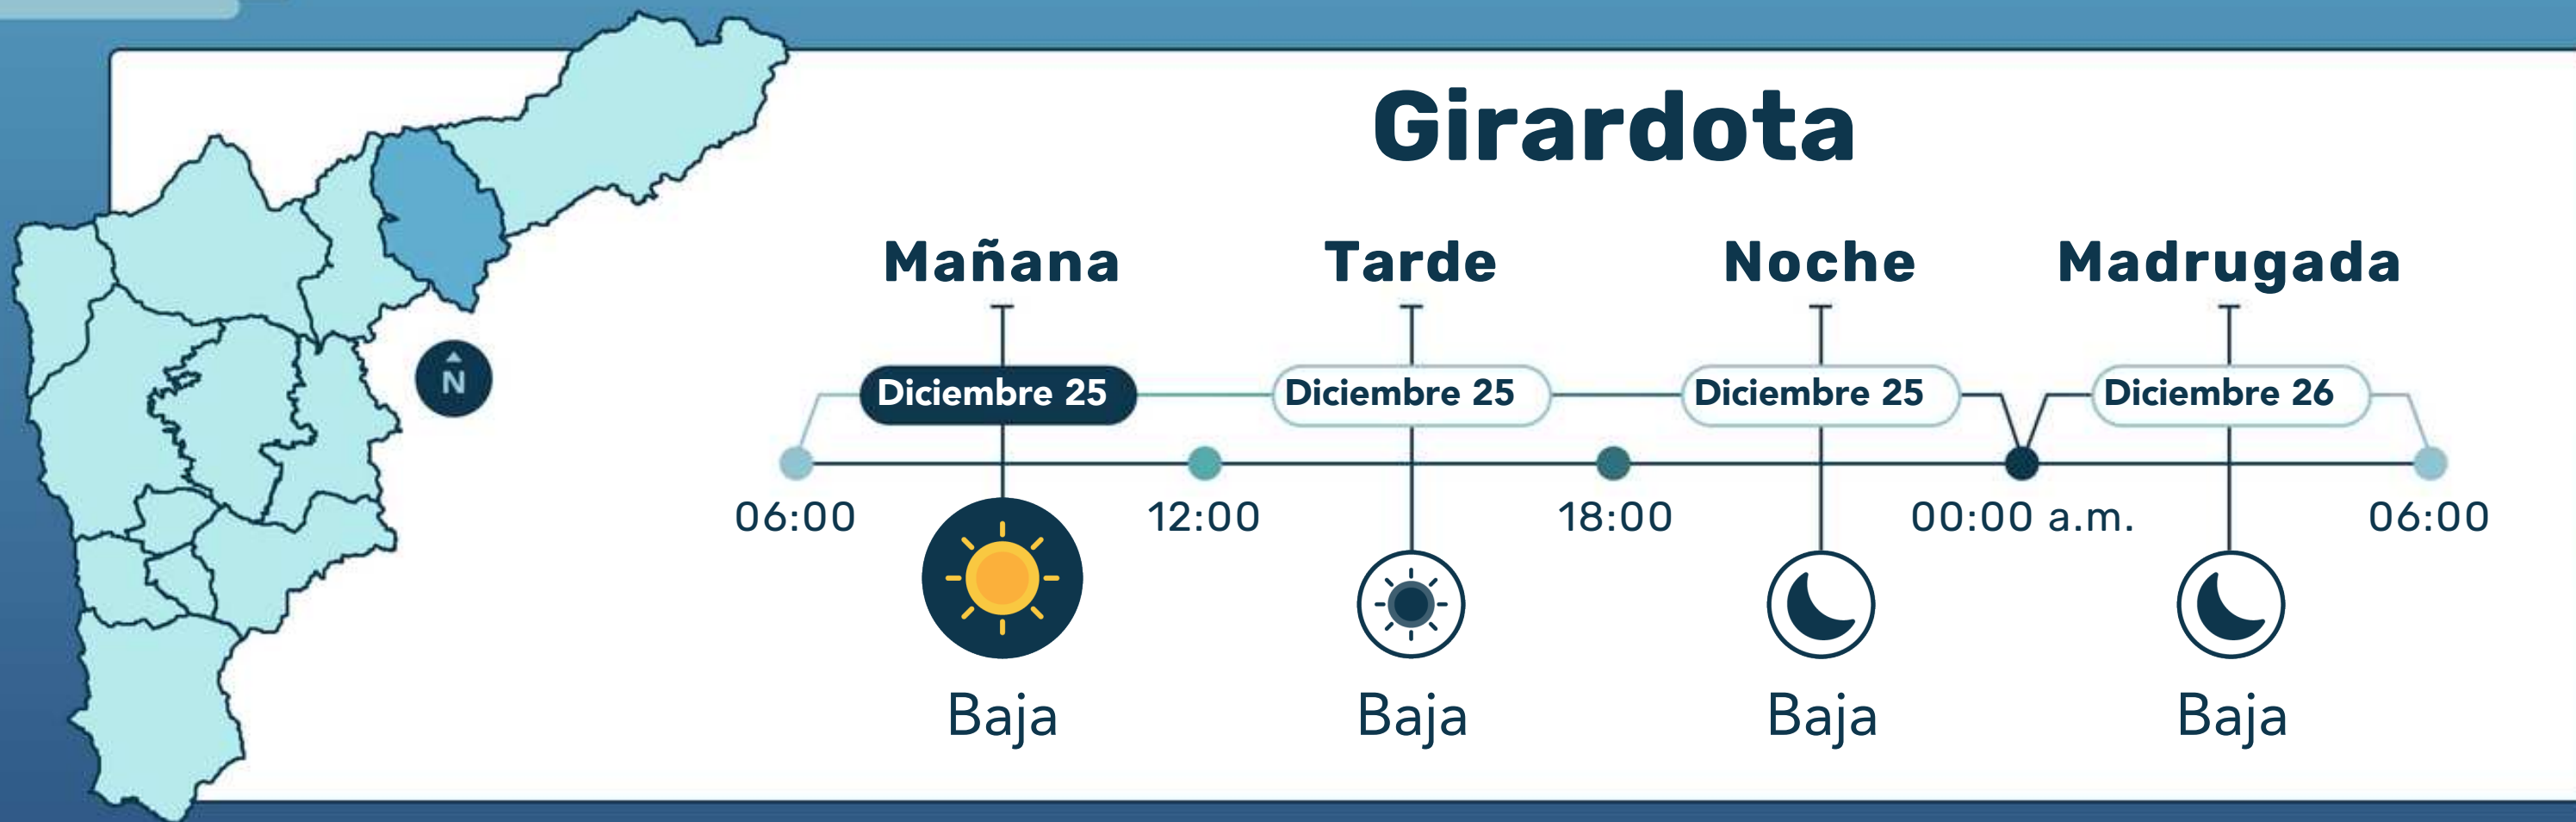 Girardota
Mañana Tarde Noche Madrugada
Diciembre 25 Diciembre 25 Diciembre 25 Diciembre 26
N
06:00 12:00 18:00 00:00 a.m. 06:00
Baja Baja Baja Baja